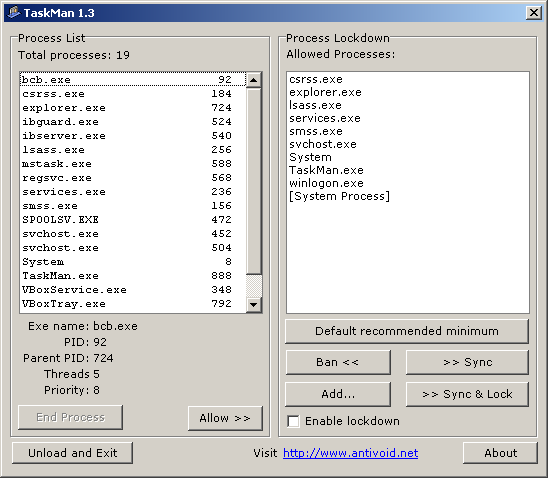 TaskMan 1.3
Process List
Total processes: 19
bcb.exe 92
csrss.exe 184
explorer.exe 724
ibguard.exe 524
ibserver.exe 540
lsass.exe 256
mstask.exe 588
regsvc.exe 568
services.exe 236
smss.exe 156
SPOOLSV.EXE 472
svchost.exe 452
svchost.exe 504
System 8
TaskMan.exe 888
VBoxService.exe 348
VBoxTray.exe 792
Exe name: bcb.exe
PID: 92
Parent PID: 724
Threads 5
Priority: 8
End Process
Allow >>
Process Lockdown
Allowed Processes:
csrss.exe
explorer.exe
lsass.exe
services.exe
smss.exe
svchost.exe
System
TaskMan.exe
winlogon.exe
[System Process]
Default recommended minimum
Ban <<
>> Sync
Add...
>> Sync & Lock
Enable lockdown
Unload and Exit
Visit http://www.antivoid.net
About